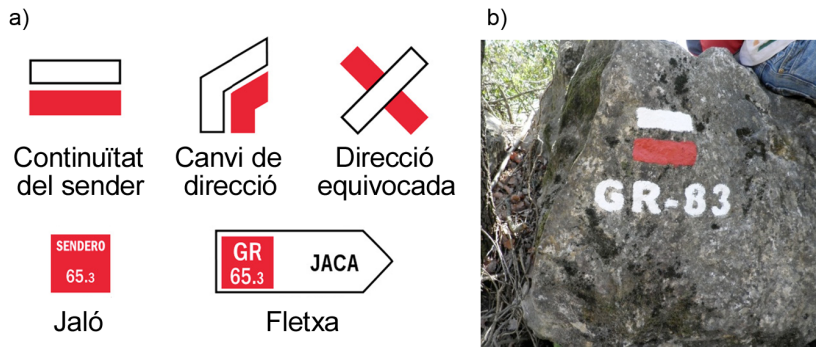 a)
b)
Continuïtat
del sender
Canvi de
direcció
Direcció
equivocada
SENDERO
65.3
Jaló
GR
65.3
JACA
Fletxa
GR-83